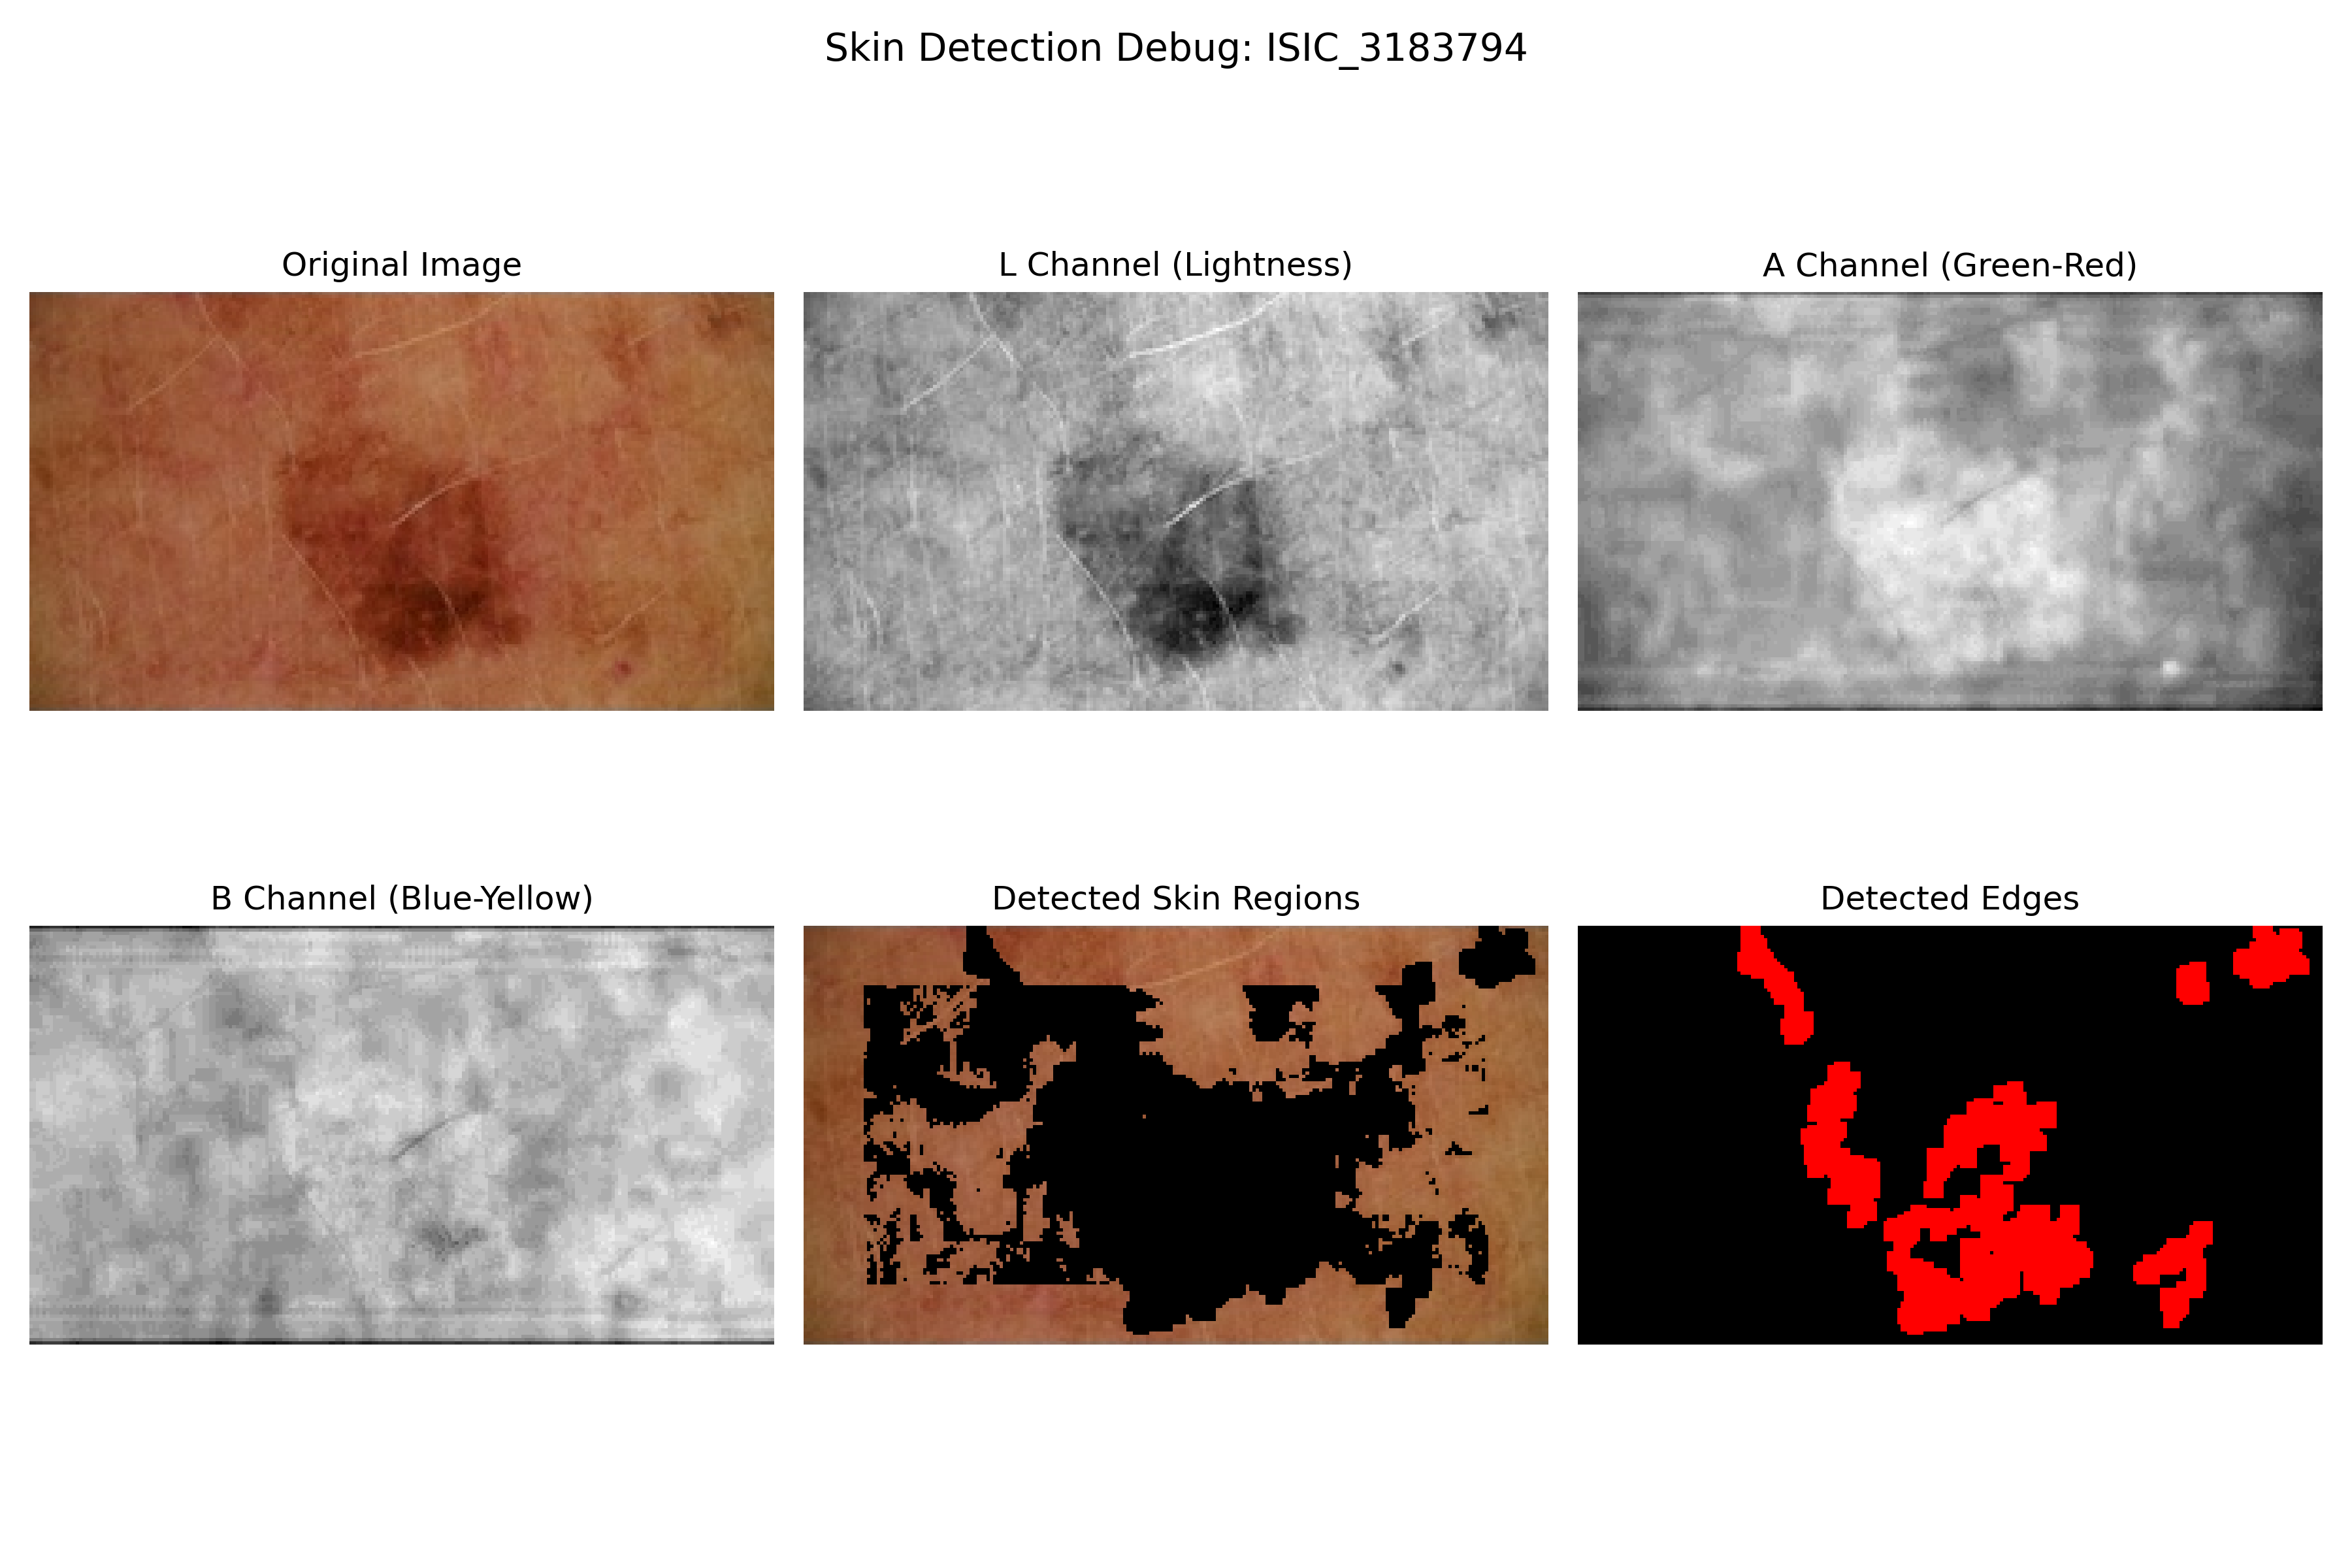 Skin Detection Debug: ISIC_3183794
Original Image
L Channel (Lightness)
A Channel (Green-Red)
B Channel (Blue-Yellow)
Detected Skin Regions
Detected Edges